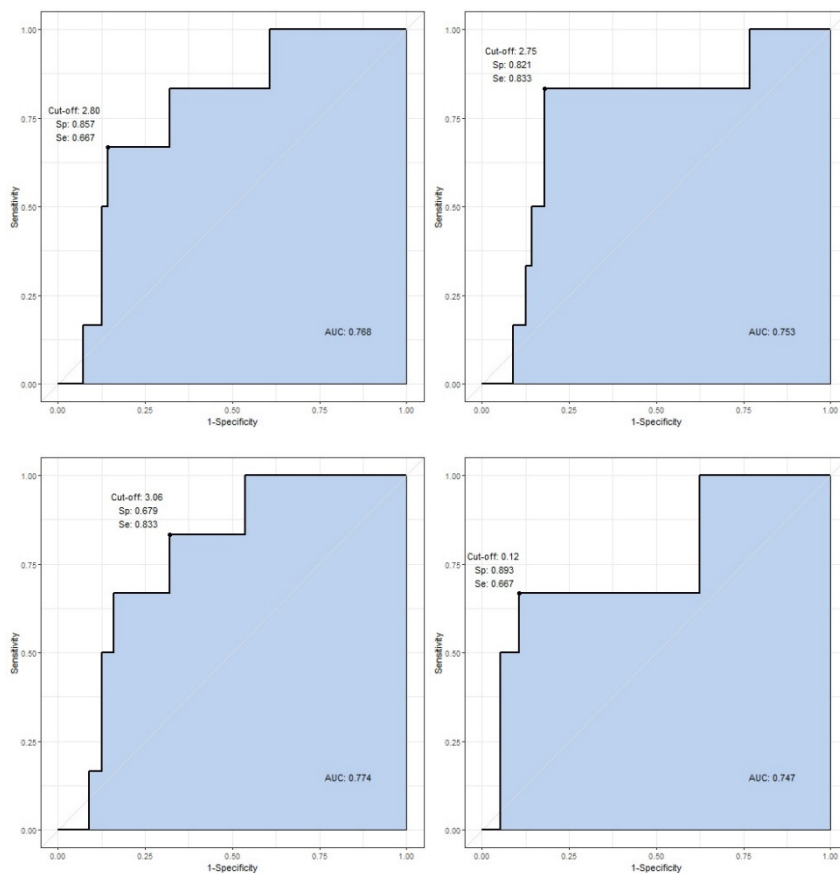 1.00
Cut-off: 2.80
Sp: 0.857
Se: 0.667
0.75
Sensitivity
0.50
0.25
AUC: 0.768
0.00
0.00 0.25 0.50 0.75 1.00
1-Specificity
1.00
Cut-off: 2.75
Sp: 0.821
Se: 0.833
0.75
Sensitivity
0.50
0.25
AUC: 0.753
0.00
0.00 0.25 0.50 0.75 1.00
1-Specificity
1.00
Cut-off: 3.06
Sp: 0.679
Se: 0.833
0.75
Sensitivity
0.50
0.25
AUC: 0.774
0.00
0.00 0.25 0.50 0.75 1.00
1-Specificity
1.00
0.75
Cut-off: 0.12
Sp: 0.893
Se: 0.667
Sensitivity
0.50
0.25
AUC: 0.747
0.00
0.00 0.25 0.50 0.75 1.00
1-Specificity